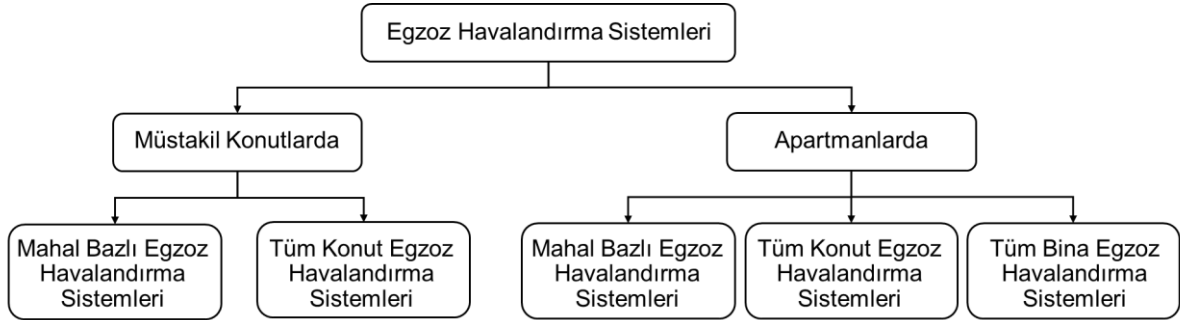 Egzoz Havalandırma Sistemleri
Müstakil Konutlarda
Apartmanlarda
Mahal Bazlı Egzoz
Havalandırma
Sistemleri
Tüm Konut Egzoz
Havalandırma
Sistemleri
Mahal Bazlı Egzoz
Havalandırma
Sistemleri
Tüm Konut Egzoz
Havalandırma
Sistemleri
Tüm Bina Egzoz
Havalandırma
Sistemleri